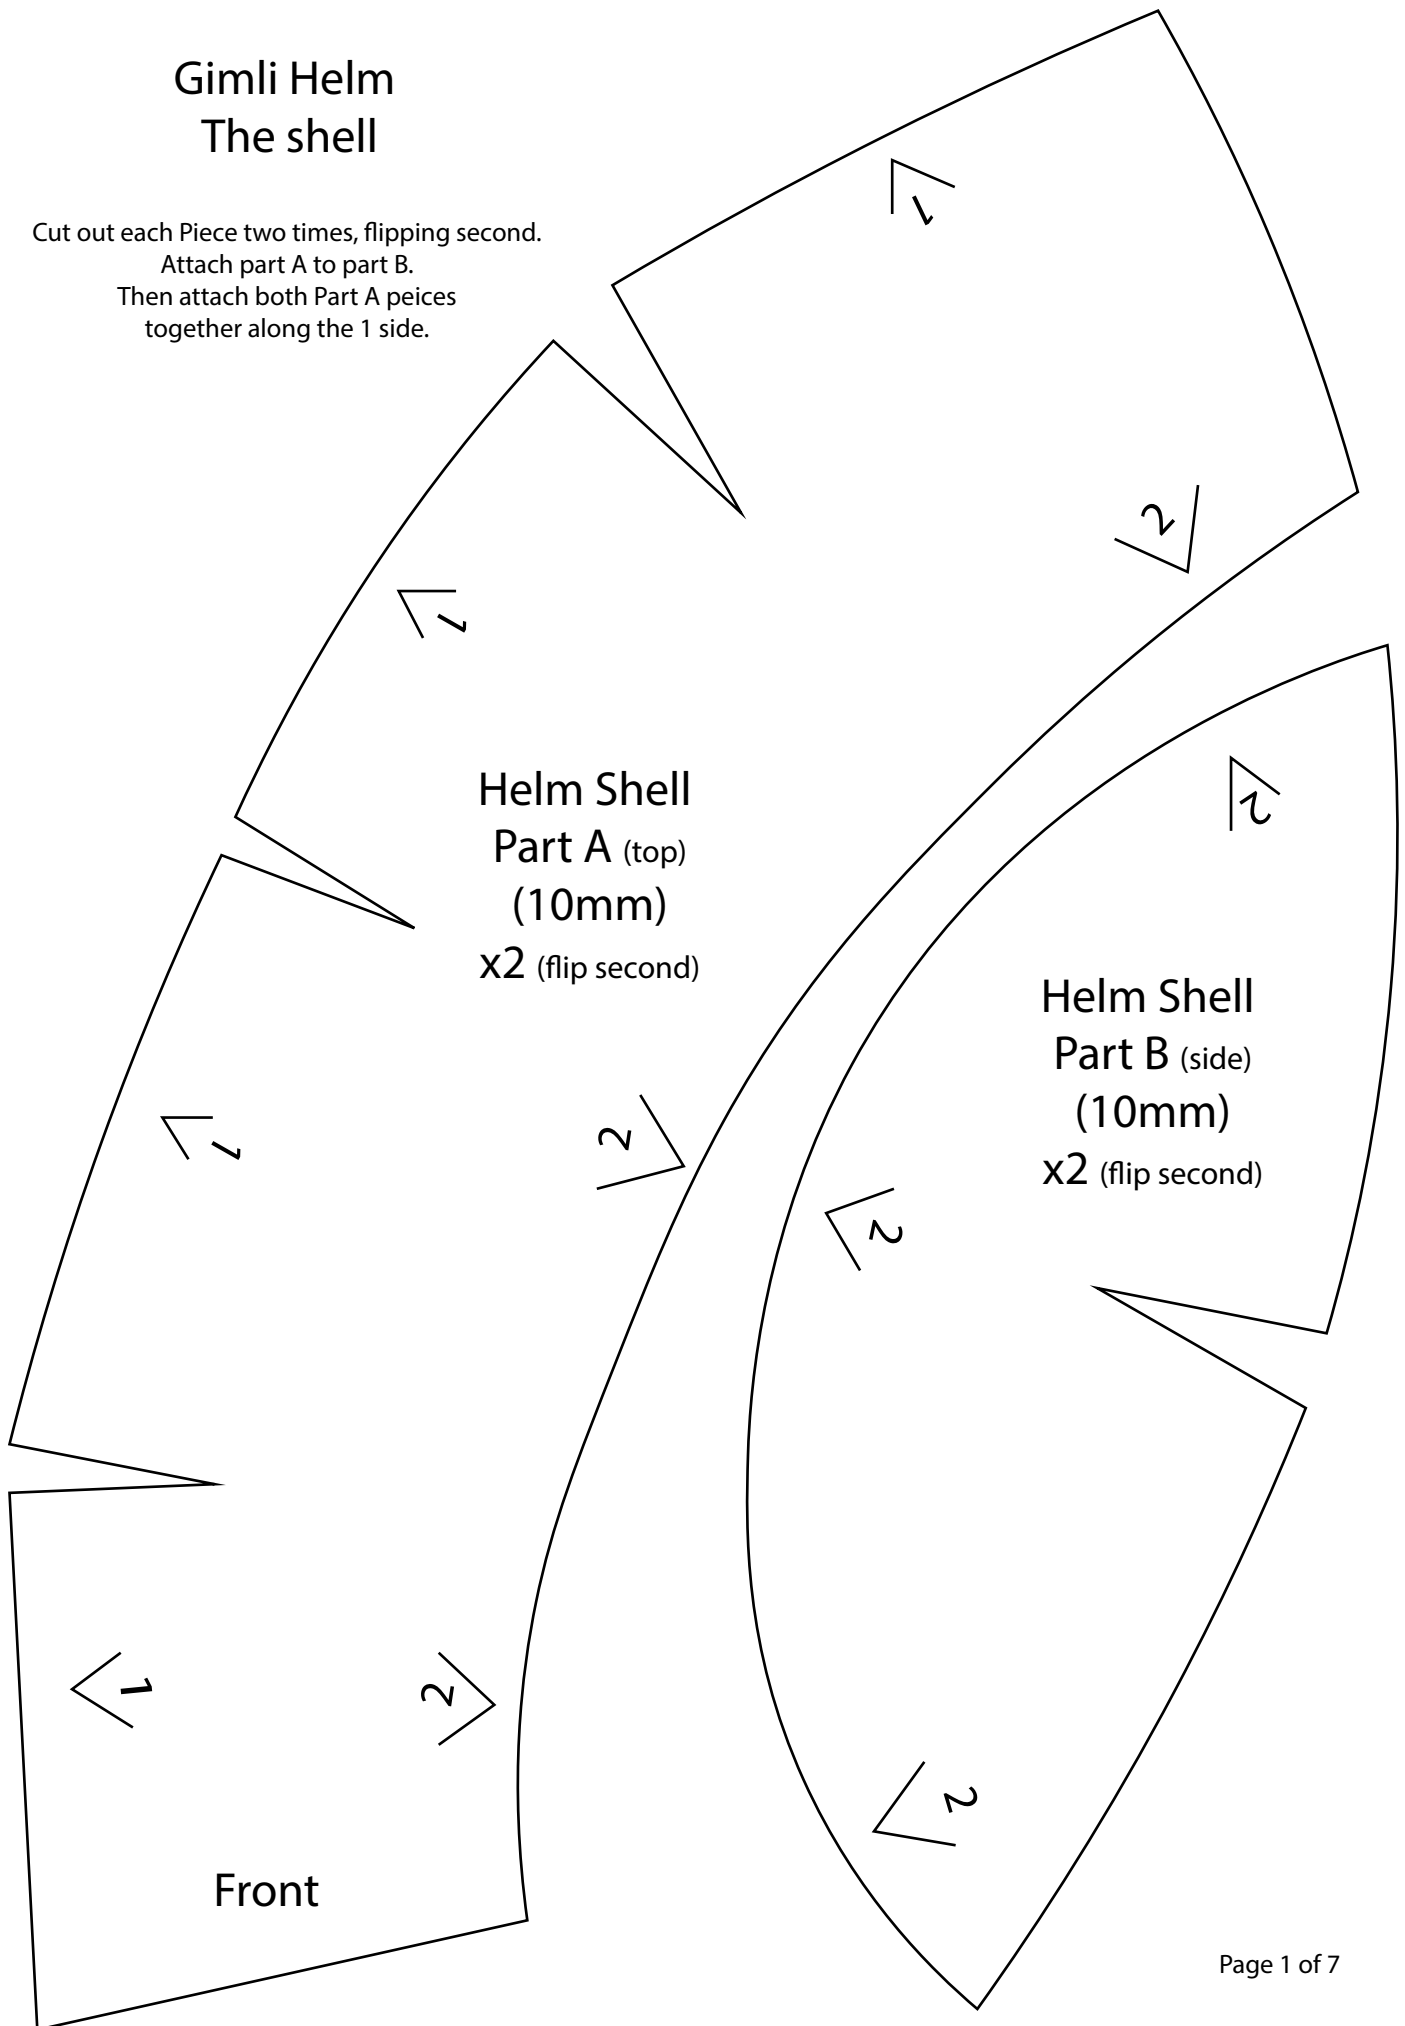 Gimli Helm
The shell
Cut out each Piece two times, flipping second.
Attach part A to part B.
Then attach both Part A peices
together along the 1 side.
1
2
1
2
Helm Shell
Part A (top)
(10mm)
x2 (flip second)
Helm Shell
Part B (side)
(10mm)
x2 (flip second)
1
2
2
1
2
2
Front
Page 1 of 7